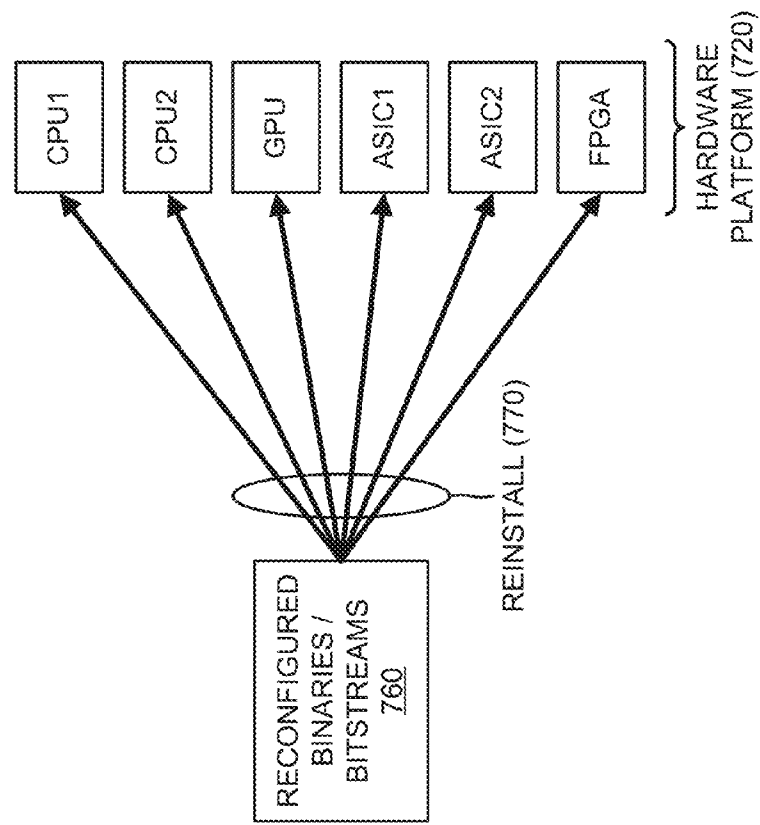 RECONFIGURED
BINARIES /
BITSTREAMS
760
REINSTALL (770)
CPU1
CPU2
GPU
ASIC1
ASIC2
FPGA
HARDWARE
PLATFORM (720)